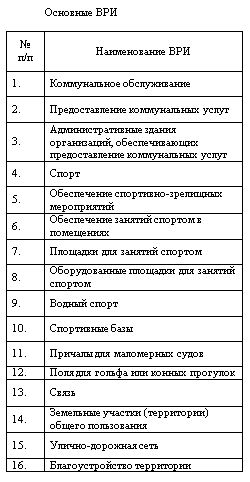 Основные ВРИ
№
п/п
Наименование ВРИ
1. Коммунальное обслуживание
2. Предоставление коммунальных услуг
3. Административные здания
организаций, обеспечивающих
предоставление коммунальных услуг
4. Спорт
5. Обеспечение спортивно-зрелищных
мероприятий
6. Обеспечение занятий спортом в
помещениях
7. Площадки для занятий спортом
8. Оборудованные площадки для занятий
спортом
9. Водный спорт
10. Спортивные базы
11. Причалы для маломерных судов
12. Поля для гольфа или конных прогулок
13. Связь
14. Земельные участки (территории)
общего пользования
15. Улично-дорожная сеть
16. Благоустройство территории